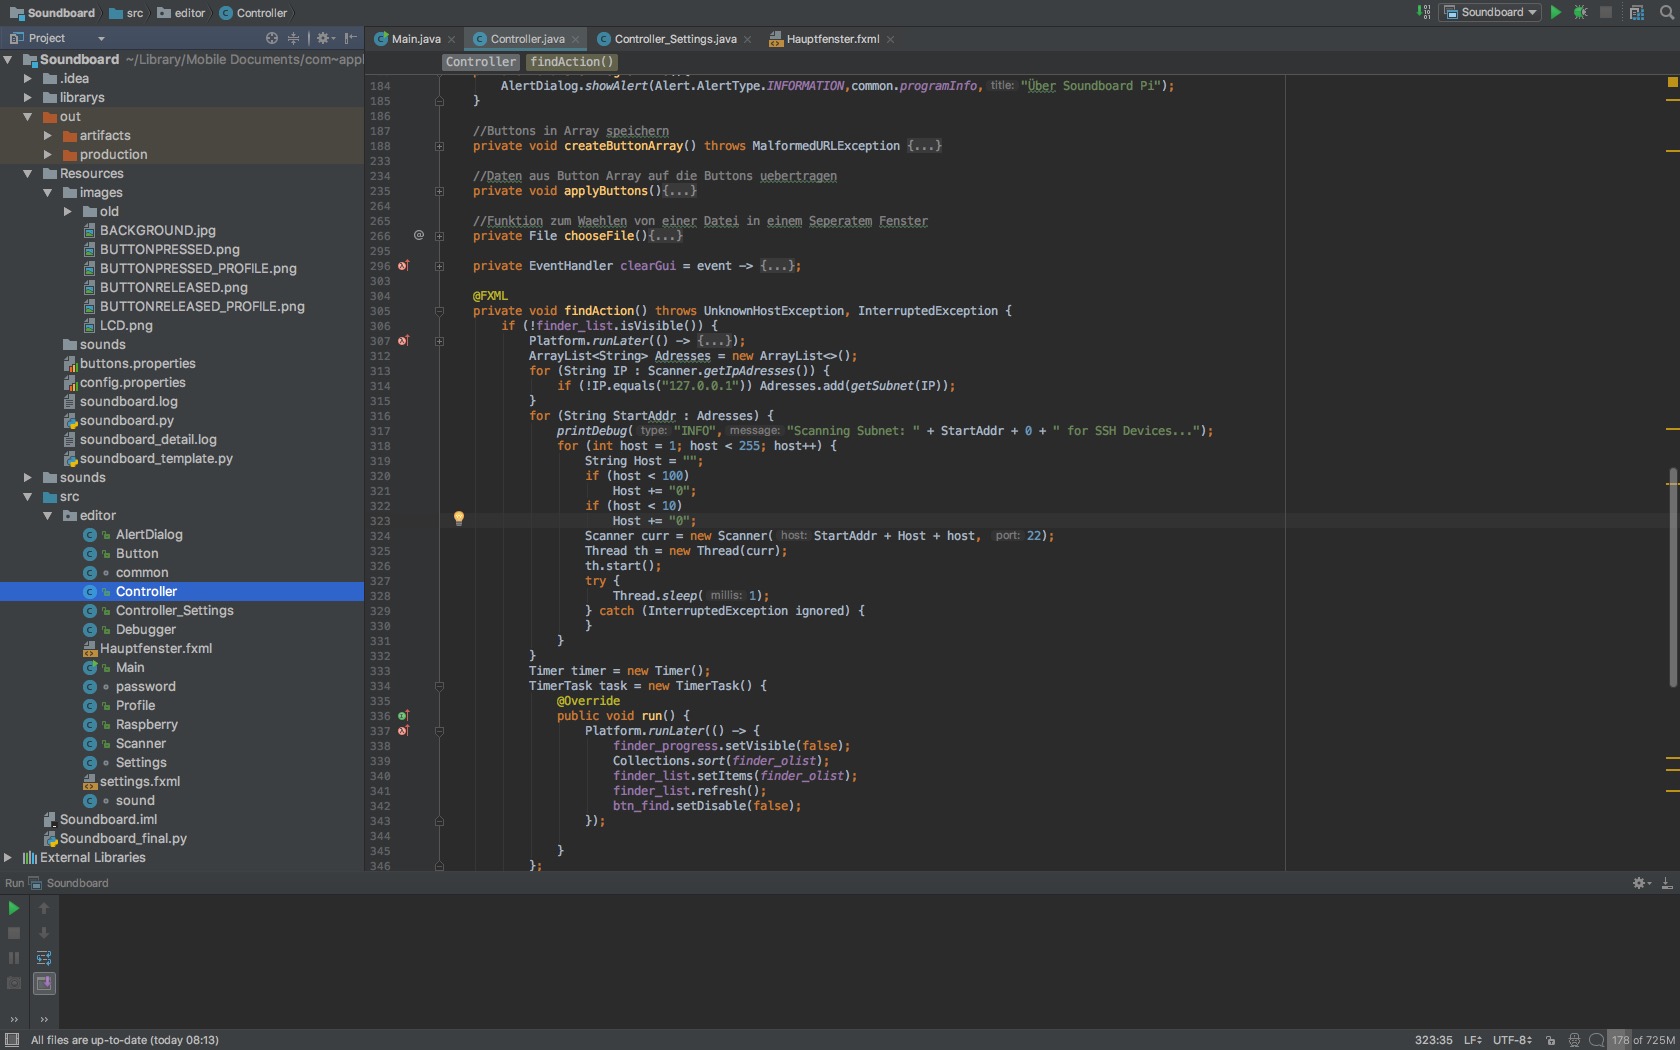 Soundboard src editor Controller
Soundboard
Project
Main.java Controller.java Controller_Settings.java Hauptfenster.fxml
Controller findAction()
Soundboard ~/Library/Mobile Documents/com~appl
.idea
librarys
out
artifacts
production
Resources
images
old
BACKGROUND.jpg
BUTTONPRESSED.png
BUTTONPRESSED_PROFILE.png
BUTTONRELEASED.png
BUTTONRELEASED_PROFILE.png
LCD.png
sounds
buttons.properties
config.properties
soundboard.log
soundboard.py
soundboard_detail.log
soundboard_template.py
sounds
src
editor
AlertDialog
Button
common
Controller
Controller_Settings
Debugger
Hauptfenster.fxml
Main
password
Profile
Raspberry
Scanner
Settings
settings.fxml
sound
Soundboard.iml
Soundboard_final.py
External Libraries
184 AlertDialog.showAlert(Alert.AlertType.INFORMATION,common.programInfo, title: "Über Soundboard Pi");
185 }
186
187 //Buttons in Array speichern
188 private void createButtonArray() throws MalformedURLException {...}
233
234 //Daten aus Button Array auf die Buttons uebertragen
235 private void applyButtons(){...}
264
265 //Funktion zum Waehlen von einer Datei in einem Seperatem Fenster
266 @ private File chooseFile(){...}
295
296 private EventHandler clearGui = event -> {...};
303
304 @FXML
305 private void findAction() throws UnknownHostException, InterruptedException {
306 if (!finder_list.isVisible()) {
307 Platform.runLater(() -> {...});
312 ArrayList<String> Adresses = new ArrayList<>();
313 for (String IP : Scanner.getIpAdresses()) {
314 if (!IP.equals("127.0.0.1")) Adresses.add(getSubnet(IP));
315 }
316 for (String StartAddr : Adresses) {
317 printDebug( type: "INFO", message: "Scanning Subnet: " + StartAddr + 0 + " for SSH Devices...");
318 for (int host = 1; host < 255; host++) {
319 String Host = "";
320 if (host < 100)
321 Host += "0";
322 if (host < 10)
323 Host += "0";
324 Scanner curr = new Scanner( host: StartAddr + Host + host, port: 22);
325 Thread th = new Thread(curr);
326 th.start();
327 try {
328 Thread.sleep( millis: 1);
329 } catch (InterruptedException ignored) {
330 }
331 }
332 }
333 Timer timer = new Timer();
334 TimerTask task = new TimerTask() {
335 @Override
336 public void run() {
337 Platform.runLater(() -> {
338 finder_progress.setVisible(false);
339 Collections.sort(finder_olist);
340 finder_list.setItems(finder_olist);
341 finder_list.refresh();
342 btn_find.setDisable(false);
343 });
344
345 }
346 };
Run Soundboard
All files are up-to-date (today 08:13)
323:35 LF UTF-8 178 of 725M